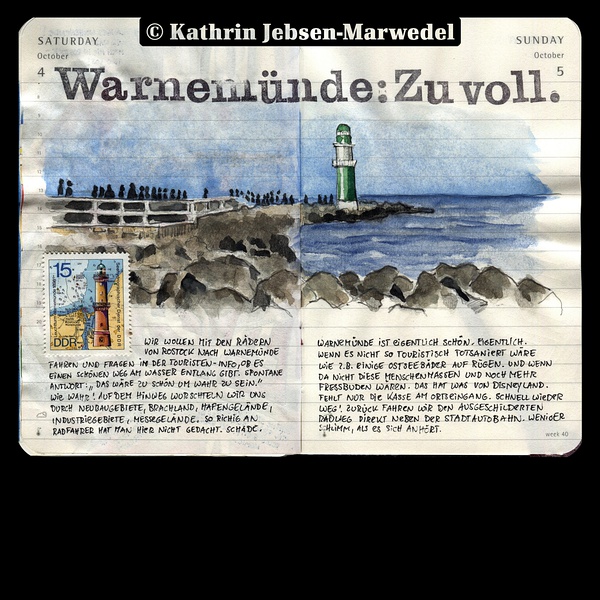 © Kathrin Jebsen-Marwedel
SATURDAY
October
4
SUNDAY
October
5
Warnemünde: Zu voll.
15
DDR
WIR WOLLEN MIT DEN RÄDERN
VON ROSTOCK NACH WARNEMÜNDE
FAHREN UND FRAGEN IN DER TOURISTEN-INFO, OB ES
EINEN SCHÖNEN WEG AM WASSER ENTLANG GIBT. SPONTANE
ANTWORT: „DAS WÄRE ZU SCHÖN UM WAHR ZU SEIN."
WIE WAHR! AUF DEM HINWEG WURSCHTELN WIR UNS
DURCH NEUBAUGEBIETE, BRACHLAND, HAFENGELÄNDE,
INDUSTRIEGEBIETE, MESSEGELÄNDE. SO RICHIG AN
RADFAHRER HAT MAN HIER NICHT GEDACHT. SCHADE.
WARNEMÜNDE IST EIGENTLICH SCHÖN. EIGENTLICH.
WENN ES NICHT SO TOURISTISCH TOTSANIERT WÄRE
WIE Z.B. EINIGE OSTSEEBÄDER AUF RÜGEN. UND WENN
DA NICHT DIESE MENSCHENMASSEN UND NOCH MEHR
FRESSBUDEN WÄREN. DAS HAT WAS VON DISNEYLAND.
FEHLT NUR DIE KASSE AM ORTSEINGANG. SCHNELL WIEDER
WEG! ZURÜCK FAHREN WIR DEN AUSGESCHILDERTEN
RADWEG DIREKT NEBEN DER STADTAUTOBAHN. WENIGER
SCHLIMM, ALS ES SICH ANHÖRT.
week 40